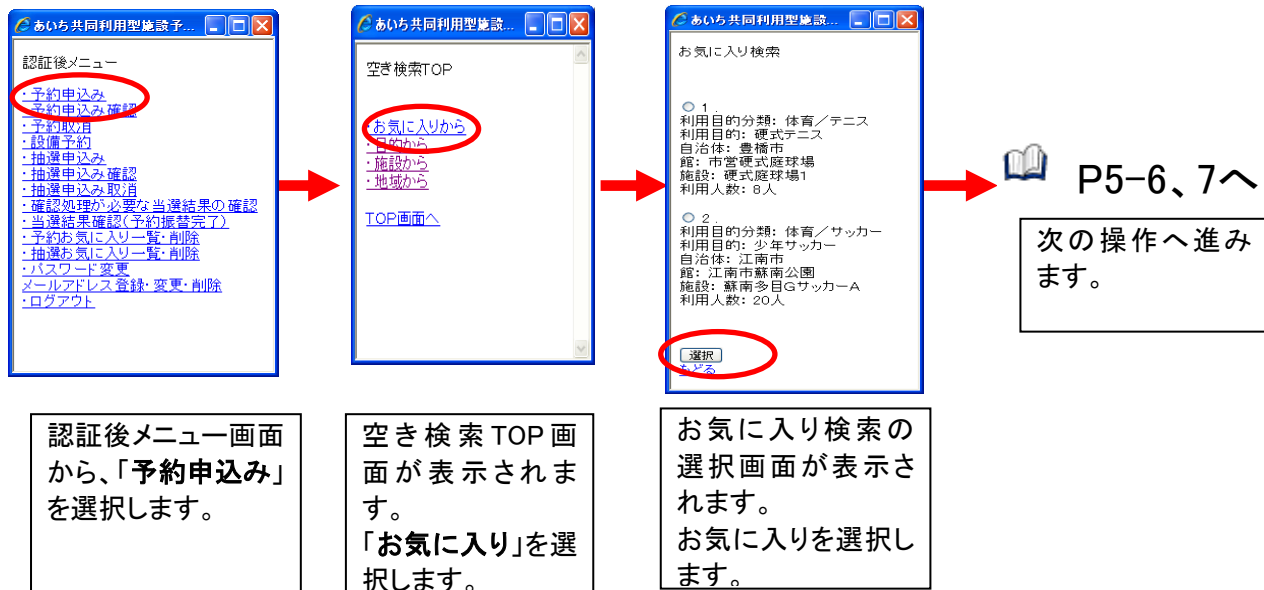 あいち共同利用型施設予...
認証後メニュー
・予約申込み
・予約申込み確認
・予約取消
・設備予約
・抽選申込み
・抽選申込み確認
・抽選申込み取消
・確認処理が必要な当選結果の確認
・当選結果確認(予約振替完了)
・予約お気に入り一覧・削除
・抽選お気に入り一覧・削除
・パスワード変更
メールアドレス登録・変更・削除
・ログアウト
あいち共同利用型施設...
空き検索TOP
・お気に入りから
・目的から
・施設から
・地域から
TOP画面へ
あいち共同利用型施設...
お気に入り検索
1.
利用目的分類: 体育/テニス
利用目的: 硬式テニス
自治体: 豊橋市
館: 市営硬式庭球場
施設: 硬式庭球場1
利用人数: 8人
2.
利用目的分類: 体育/サッカー
利用目的: 少年サッカー
自治体: 江南市
館: 江南市蘇南公園
施設: 蘇南多目GサッカーA
利用人数: 20人
選択
もどる
P5-6、7へ
次の操作へ進み
ます。
認証後メニュー画面
から、「予約申込み」
を選択します。
空き検索TOP画
面が表示されま
す。
「お気に入り」を選
択します。
お気に入り検索の
選択画面が表示さ
れます。
お気に入りを選択し
ます。